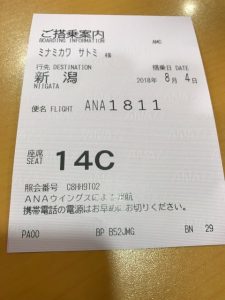 ご搭乗案内
BOARDING INFORMATION AMC
ミナミカワ サトミ 様
行先 DESTINATION 搭乗日 DATE
新潟 2018年 8月 4日
NIIGATA
便名 FLIGHT ANA1811
座席 14C
SEAT
照会番号 C8HH9T02
ANAウイングスによる運航
携帯電話の電源はお早めにお切りください。
PA00 BP B52JMG BN 29